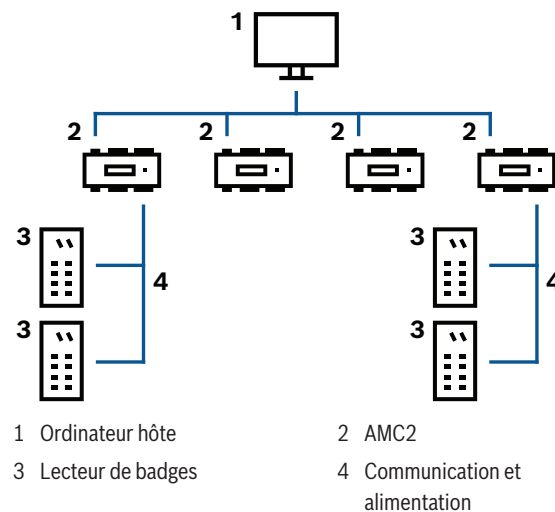 1
2 2 2 2
3 3
4 4
3 3
1 Ordinateur hôte
2 AMC2
3 Lecteur de badges
4 Communication et
alimentation